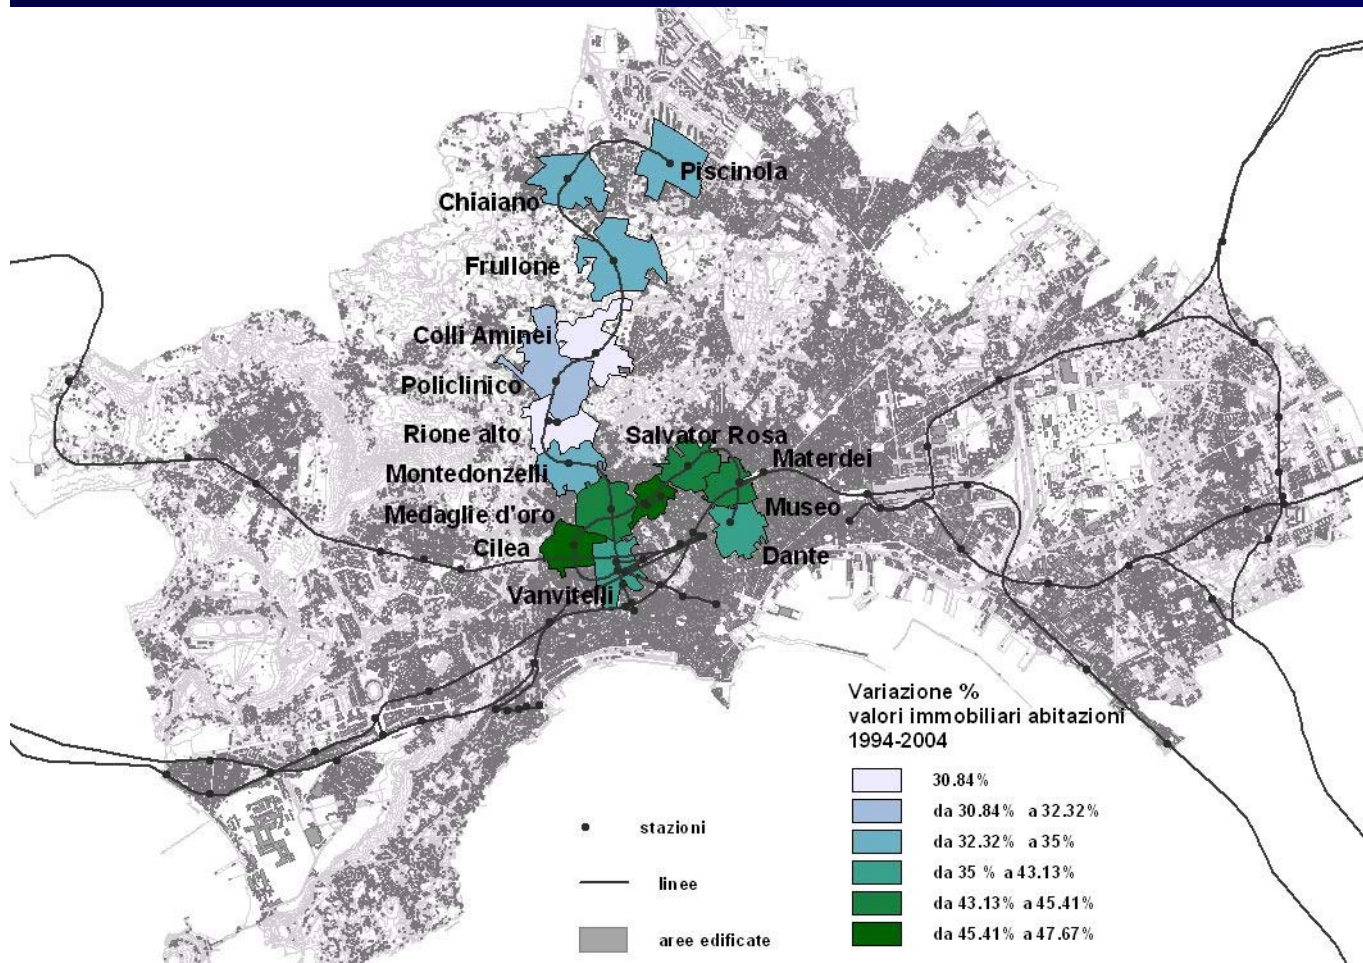 Piscinola
Chiaiano
Frullone
Colli Aminei
Policlinico
Rione alto
Salvator Rosa
Materdei
Montedonzelli
Medaglie d'oro
Museo
Cilea
Dante
Vanvitelli
Variazione %
valori immobiliari abitazioni
1994-2004
30.84%
da 30.84% a 32.32%
da 32.32% a 35%
da 35 % a 43.13%
da 43.13% a 45.41%
da 45.41% a 47.67%
stazioni
linee
aree edificate